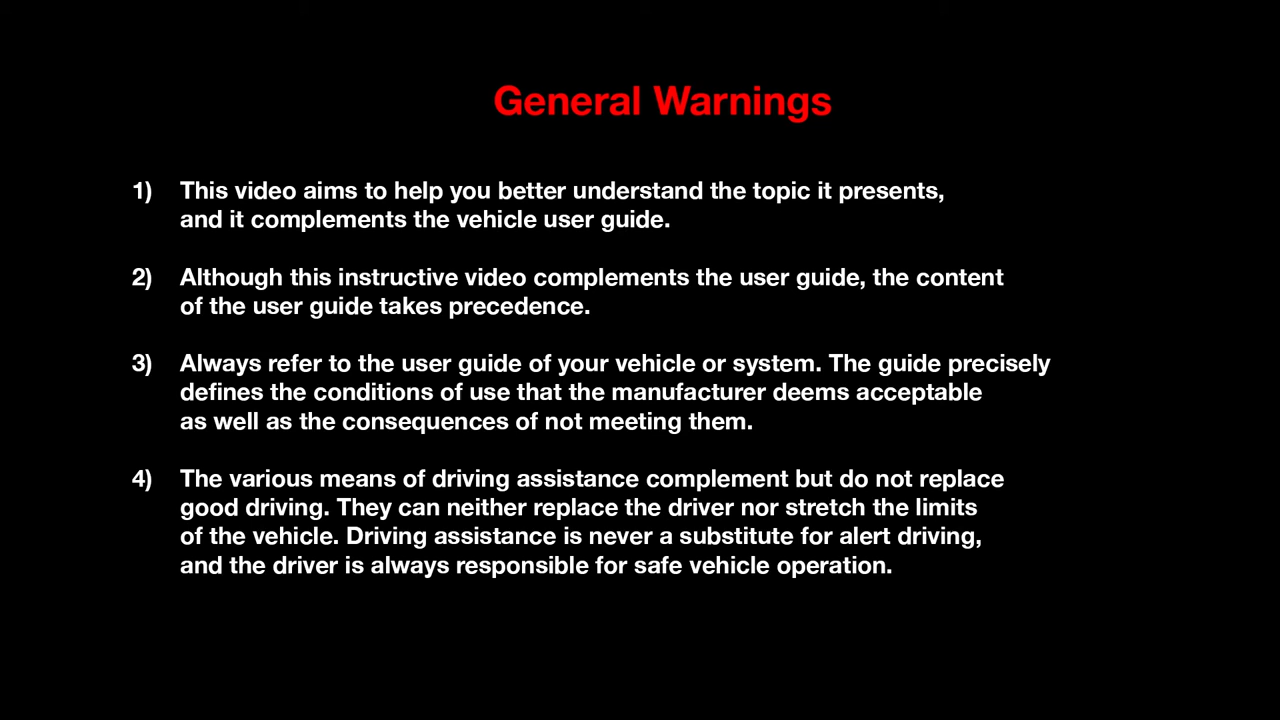 General Warnings
1) This video aims to help you better understand the topic it presents,
and it complements the vehicle user guide.
2) Although this instructive video complements the user guide, the content
of the user guide takes precedence.
3) Always refer to the user guide of your vehicle or system. The guide precisely
defines the conditions of use that the manufacturer deems acceptable
as well as the consequences of not meeting them.
4) The various means of driving assistance complement but do not replace
good driving. They can neither replace the driver nor stretch the limits
of the vehicle. Driving assistance is never a substitute for alert driving,
and the driver is always responsible for safe vehicle operation.